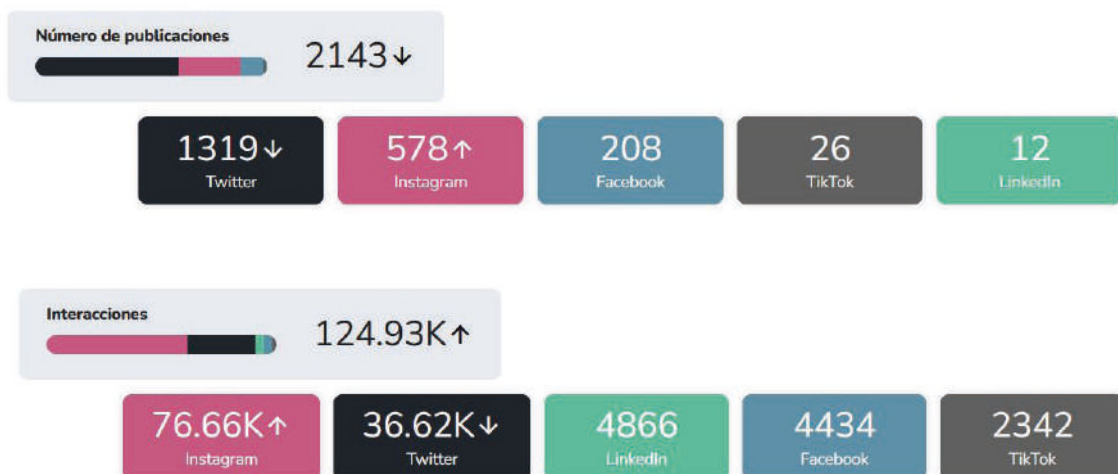 Número de publicaciones
2143↓
1319↓
Twitter
578↑
Instagram
208
Facebook
26
TikTok
12
LinkedIn
Interacciones
124.93K↑
76.66K↑
Instagram
36.62K↓
Twitter
4866
LinkedIn
4434
Facebook
2342
TikTok